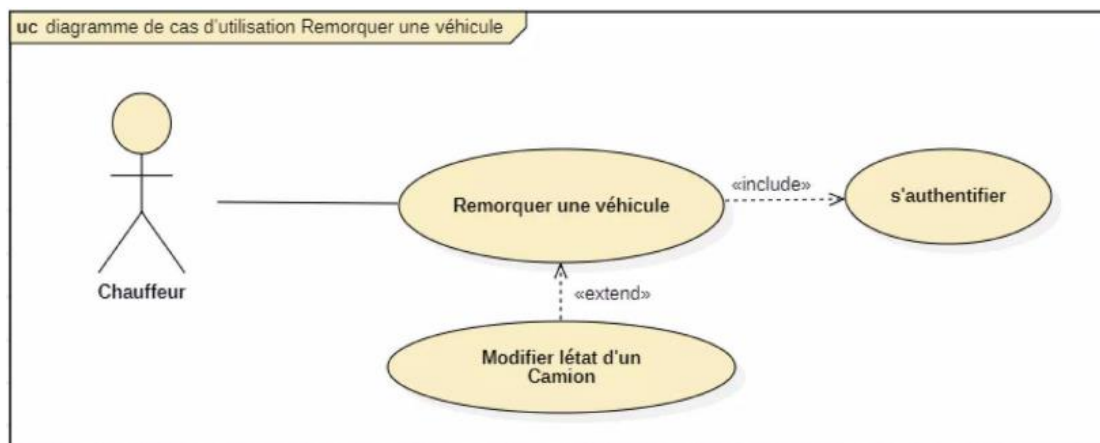 uc diagramme de cas d'utilisation Remorquer une véhicule
Remorquer une véhicule
«include»
s'authentifier
Chauffeur
«extend»
Modifier létat d'un
Camion